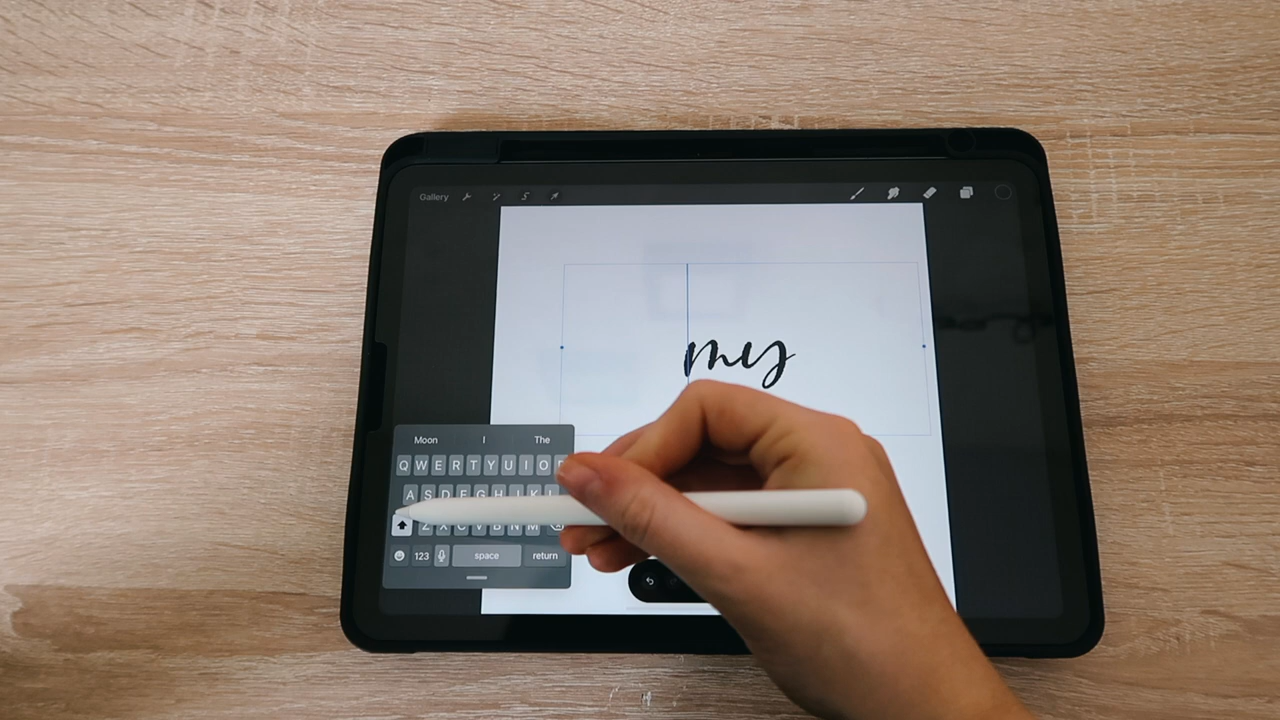 Gallery
my
Moon I The
Q W E R T Y U I O
A S D F G H J K L
Z X C V B N M
123 space return